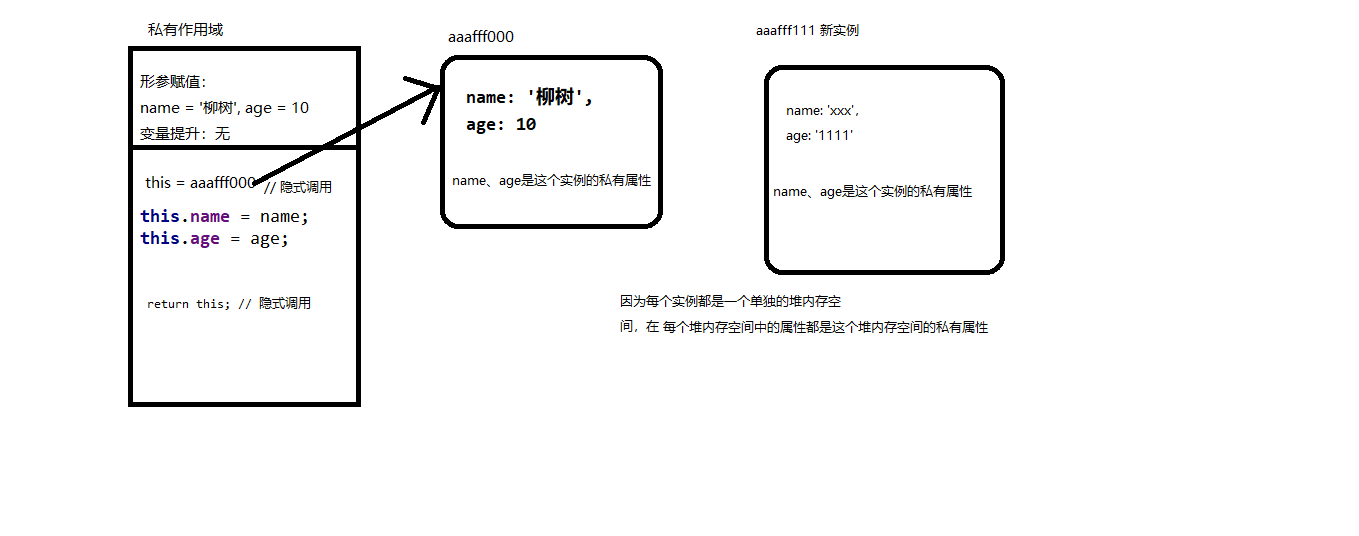 私有作用域
形参赋值：
name = '柳树', age = 10
变量提升：无
this = aaafff000 // 隐式调用
this.name = name;
this.age = age;
return this; // 隐式调用
aaafff000
name: '柳树',
age: 10
name、age是这个实例的私有属性
aaafff111 新实例
name: 'xxx',
age: '1111'
name、age是这个实例的私有属性
因为每个实例都是一个单独的堆内存空
间，在 每个堆内存空间中的属性都是这个堆内存空间的私有属性